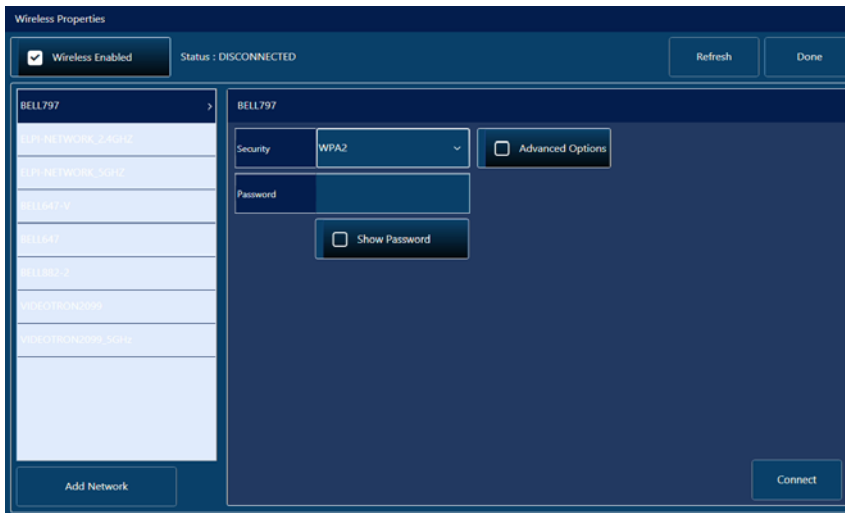 Wireless Properties
Wireless Enabled
Status : DISCONNECTED
Refresh
Done
BELL797
ELPI-NETWORK_2.4GHZ
ELPI-NETWORK_5GHZ
BELL647-V
BELL647
BELL882-2
VIDEOTRON2099
VIDEOTRON2099_5GHz
Add Network
BELL797
Security
WPA2
Advanced Options
Password
Show Password
Connect